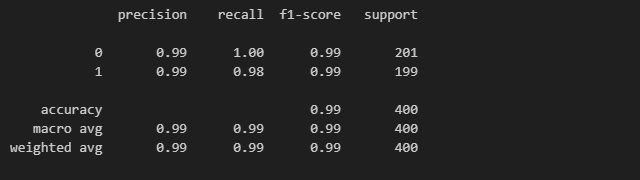 precision recall f1-score support
0 0.99 1.00 0.99 201
1 0.99 0.98 0.99 199
accuracy 0.99 400
macro avg 0.99 0.99 0.99 400
weighted avg 0.99 0.99 0.99 400